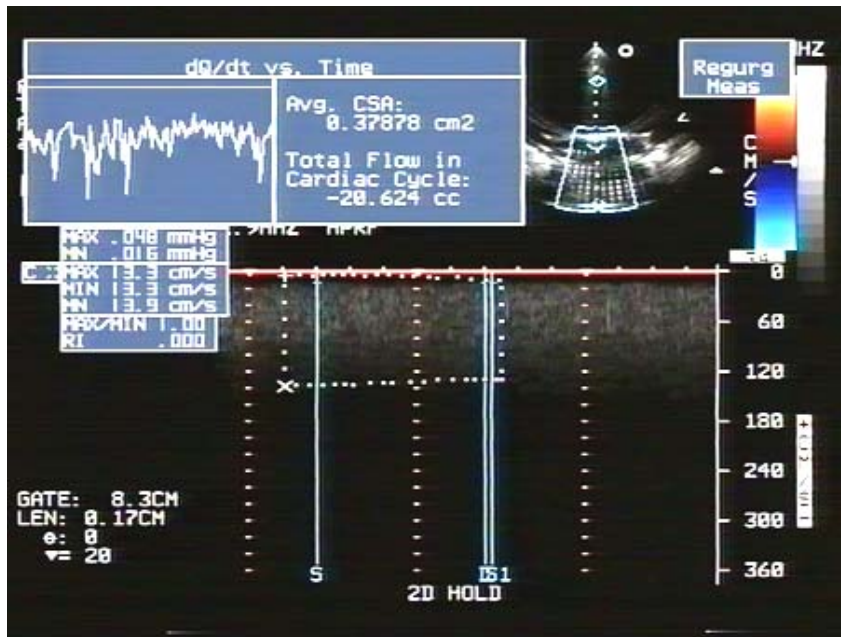 dQ/dt vs. Time
Avg. CSA:
0.37878 cm2
Total Flow in
Cardiac Cycle:
-20.624 cc
Regurg
Meas
HZ
C
M
/
S
MAX .048 mmHg
MN .016 mmHg
MAX 13.3 cm/s
MIN 13.3 cm/s
MN 13.9 cm/s
MAX/MIN 1.00
RI .000
0
60
120
180
240
300
360
GATE: 8.3CM
LEN: 0.17CM
θ: 0
▼= 20
S
DS1
2D HOLD